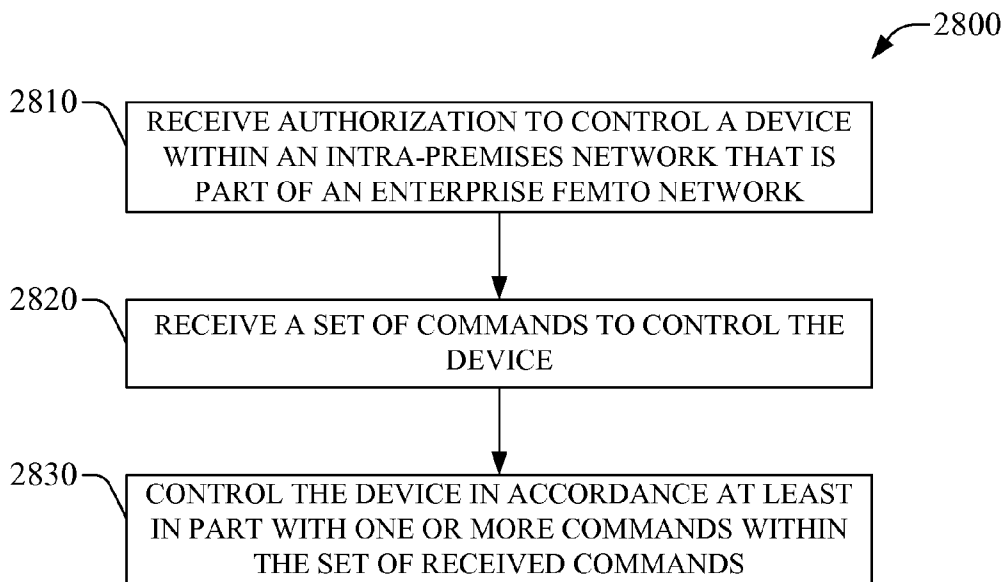 2800
2810
RECEIVE AUTHORIZATION TO CONTROL A DEVICE
WITHIN AN INTRA-PREMISES NETWORK THAT IS
PART OF AN ENTERPRISE FEMTO NETWORK
2820
RECEIVE A SET OF COMMANDS TO CONTROL THE
DEVICE
2830
CONTROL THE DEVICE IN ACCORDANCE AT LEAST
IN PART WITH ONE OR MORE COMMANDS WITHIN
THE SET OF RECEIVED COMMANDS